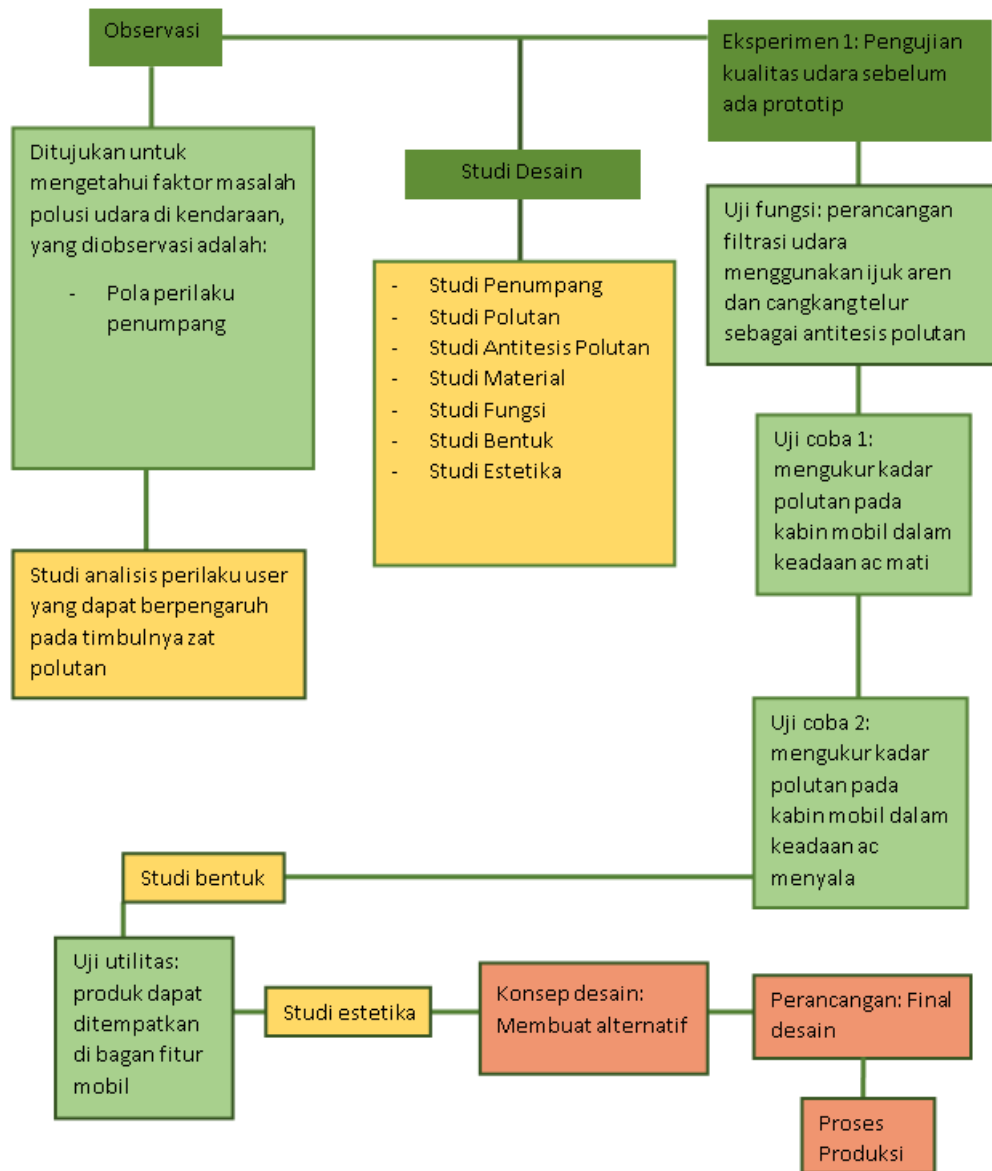 Observasi
Ditujukan untuk
mengetahui faktor masalah
polusi udara di kendaraan,
yang diobservasi adalah:
- Pola perilaku
penumpang
Studi analisis perilaku user
yang dapat berpengaruh
pada timbulnya zat
polutan
Studi Desain
- Studi Penumpang
- Studi Polutan
- Studi Antitesis Polutan
- Studi Material
- Studi Fungsi
- Studi Bentuk
- Studi Estetika
Eksperimen 1: Pengujian
kualitas udara sebelum
ada prototip
Uji fungsi: perancangan
filtrasi udara
menggunakan ijuk aren
dan cangkang telur
sebagai antitesis polutan
Uji coba 1:
mengukur kadar
polutan pada
kabin mobil dalam
keadaan ac mati
Uji coba 2:
mengukur kadar
polutan pada
kabin mobil dalam
keadaan ac
menyala
Studi bentuk
Uji utilitas:
produk dapat
ditempatkan
di bagan fitur
mobil
Studi estetika
Konsep desain:
Membuat alternatif
Perancangan: Final
desain
Proses
Produksi